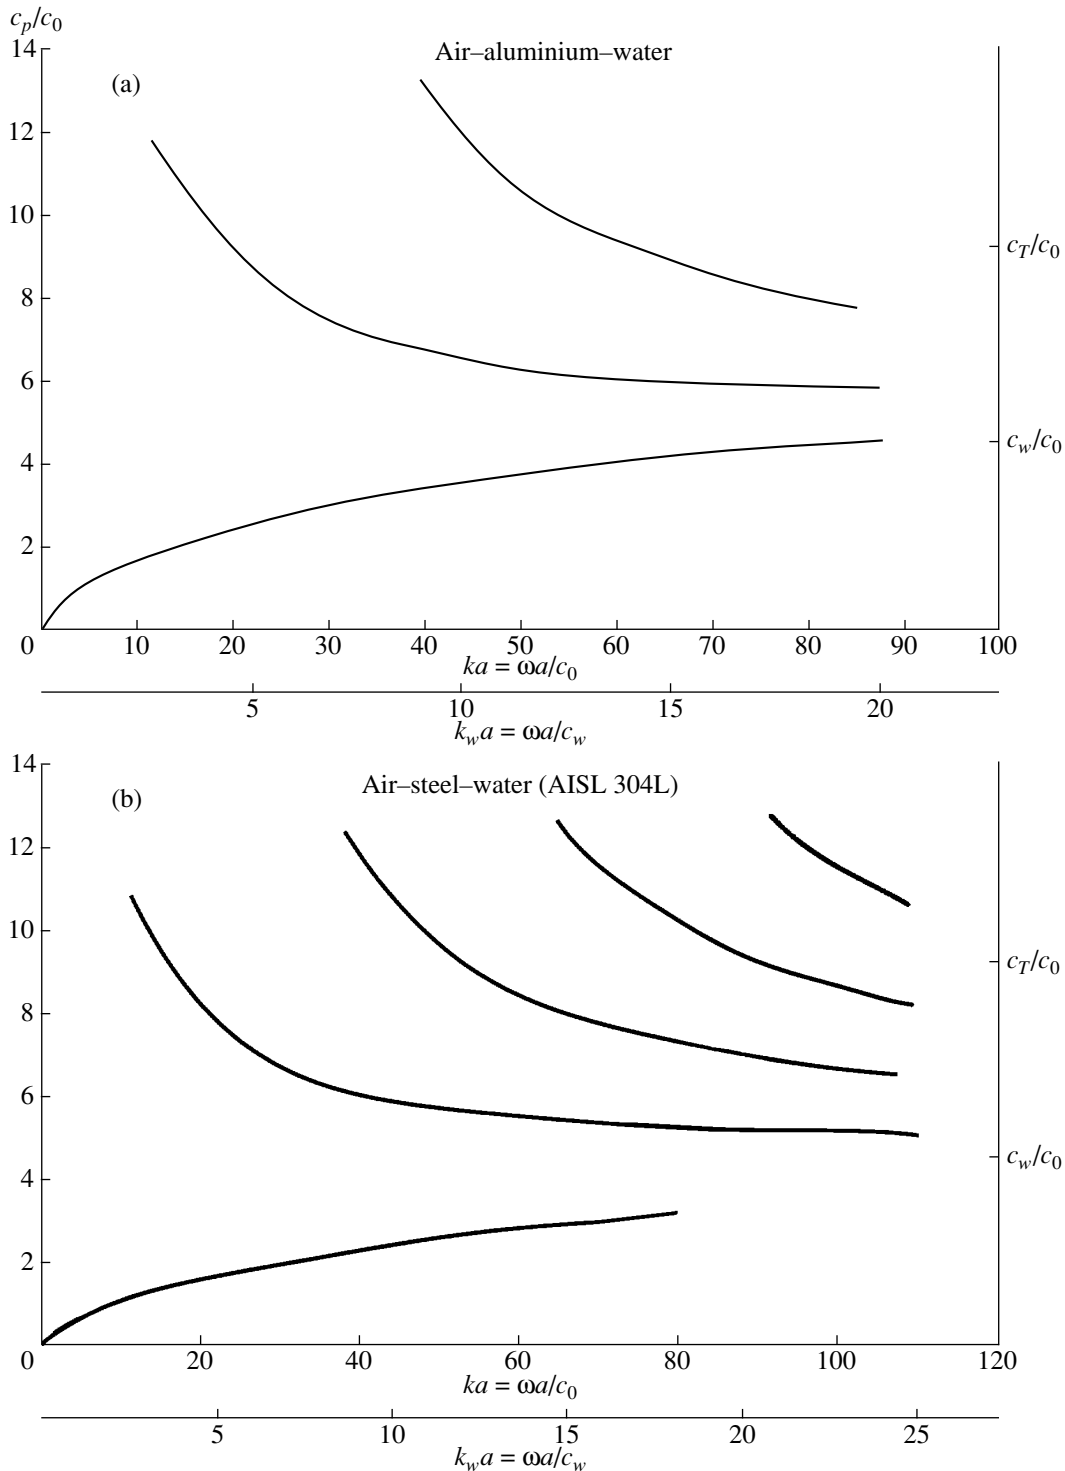 c_p/c_0
14
Air–aluminium–water
(a)
12
10
c_T/c_0
8
6
c_w/c_0
4
2
0 10 20 30 40 50 60 70 80 90 100
ka = ωa/c_0
5 10 15 20
k_w a = ωa/c_w
14
Air–steel–water (AISL 304L)
(b)
12
10
c_T/c_0
8
6
c_w/c_0
4
2
0 20 40 60 80 100 120
ka = ωa/c_0
5 10 15 20 25
k_w a = ωa/c_w